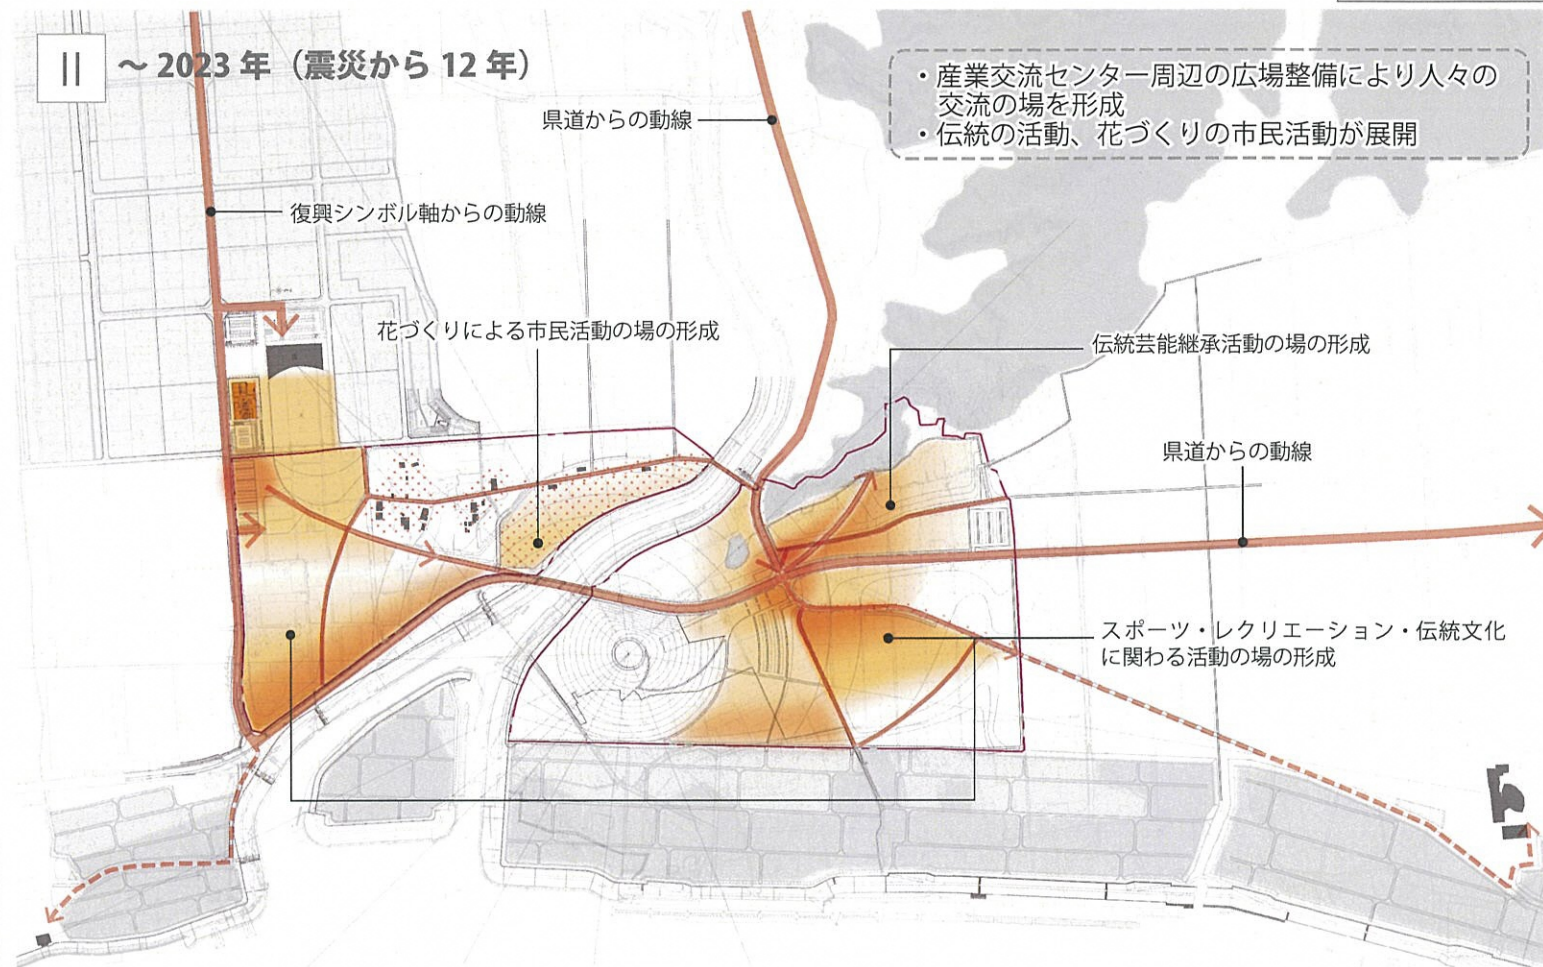 II
～2023年（震災から12年）
・産業交流センター周辺の広場整備により人々の
交流の場を形成
・伝統の活動、花づくりの市民活動が展開
県道からの動線
復興シンボル軸からの動線
花づくりによる市民活動の場の形成
伝統芸能継承活動の場の形成
県道からの動線
スポーツ・レクリエーション・伝統文化
に関わる活動の場の形成